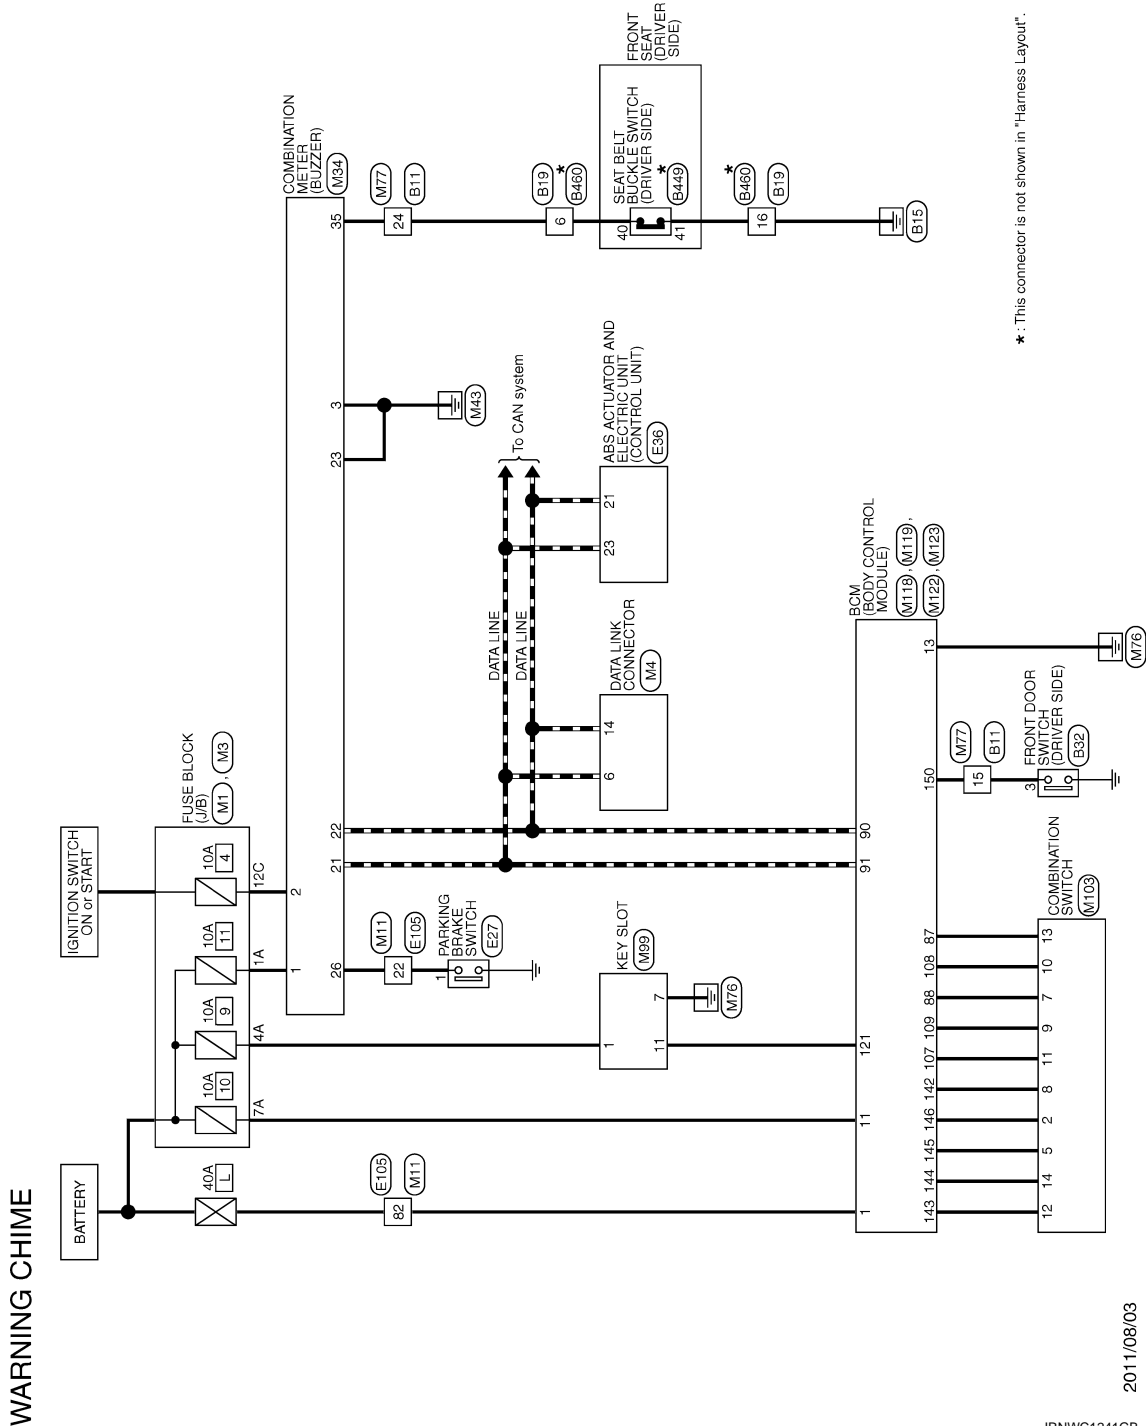 WARNING CHIME
BATTERY
IGNITION SWITCH
ON or START
FUSE BLOCK
(J/B)
M1 , M3
40A
L
10A
10
10A
9
10A
11
10A
4
7A
4A
1A
12C
COMBINATION
METER
(BUZZER)
M34
1
2
26
21
22
23
3
35
E105
82
M11
M11
22
E105
PARKING
BRAKE
SWITCH
E27
1
M43
M77
24
B11
B19
6
B460
*
FRONT
SEAT
(DRIVER
SIDE)
SEAT BELT
BUCKLE SWITCH
(DRIVER SIDE)
*
B449
40
41
*
B460
16
B19
B15
DATA LINE
DATA LINE
To CAN system
KEY SLOT
M99
1
11
7
M76
DATA LINK
CONNECTOR
M4
6
14
ABS ACTUATOR AND
ELECTRIC UNIT
(CONTROL UNIT)
E36
23
21
BCM
(BODY CONTROL
MODULE)
M118 , M119 ,
M122 , M123
1
11
121
91
90
143
144
145
146
142
107
109
88
108
87
150
13
12
14
5
2
8
11
9
7
10
13
COMBINATION
SWITCH
M103
M77
15
B11
3
FRONT DOOR
SWITCH
(DRIVER SIDE)
B32
M76
* : This connector is not shown in "Harness Layout".
2011/08/03